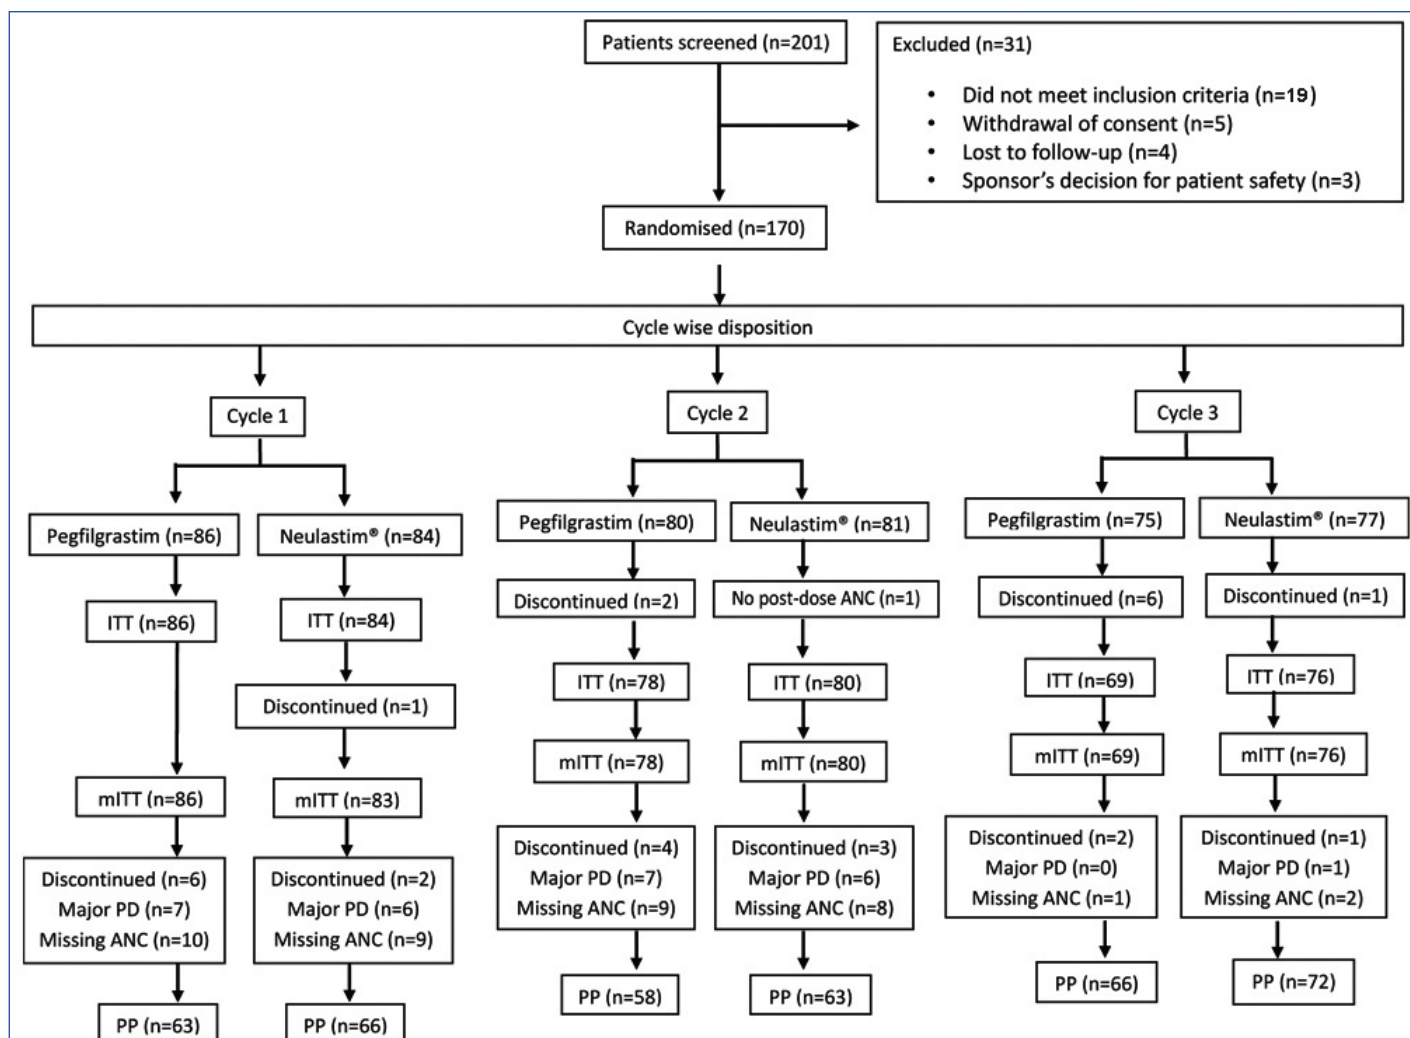 Patients screened (n=201)
Excluded (n=31)
• Did not meet inclusion criteria (n=19)
• Withdrawal of consent (n=5)
• Lost to follow-up (n=4)
• Sponsor's decision for patient safety (n=3)
Randomised (n=170)
Cycle wise disposition
Cycle 1
Pegfilgrastim (n=86)
ITT (n=86)
mITT (n=86)
Discontinued (n=6)
Major PD (n=7)
Missing ANC (n=10)
PP (n=63)
Neulastim® (n=84)
ITT (n=84)
Discontinued (n=1)
mITT (n=83)
Discontinued (n=2)
Major PD (n=6)
Missing ANC (n=9)
PP (n=66)
Cycle 2
Pegfilgrastim (n=80)
Discontinued (n=2)
ITT (n=78)
mITT (n=78)
Discontinued (n=4)
Major PD (n=7)
Missing ANC (n=9)
PP (n=58)
Neulastim® (n=81)
No post-dose ANC (n=1)
ITT (n=80)
mITT (n=80)
Discontinued (n=3)
Major PD (n=6)
Missing ANC (n=8)
PP (n=63)
Cycle 3
Pegfilgrastim (n=75)
Discontinued (n=6)
ITT (n=69)
mITT (n=69)
Discontinued (n=2)
Major PD (n=0)
Missing ANC (n=1)
PP (n=66)
Neulastim® (n=77)
Discontinued (n=1)
ITT (n=76)
mITT (n=76)
Discontinued (n=1)
Major PD (n=1)
Missing ANC (n=2)
PP (n=72)